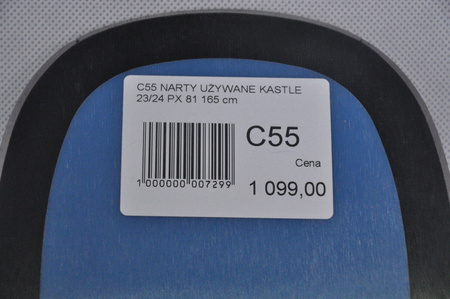 C55 NARTY UŻYWANE KASTLE
23/24 PX 81 165 cm
C55
Cena
1 000000 007299
1 099,00